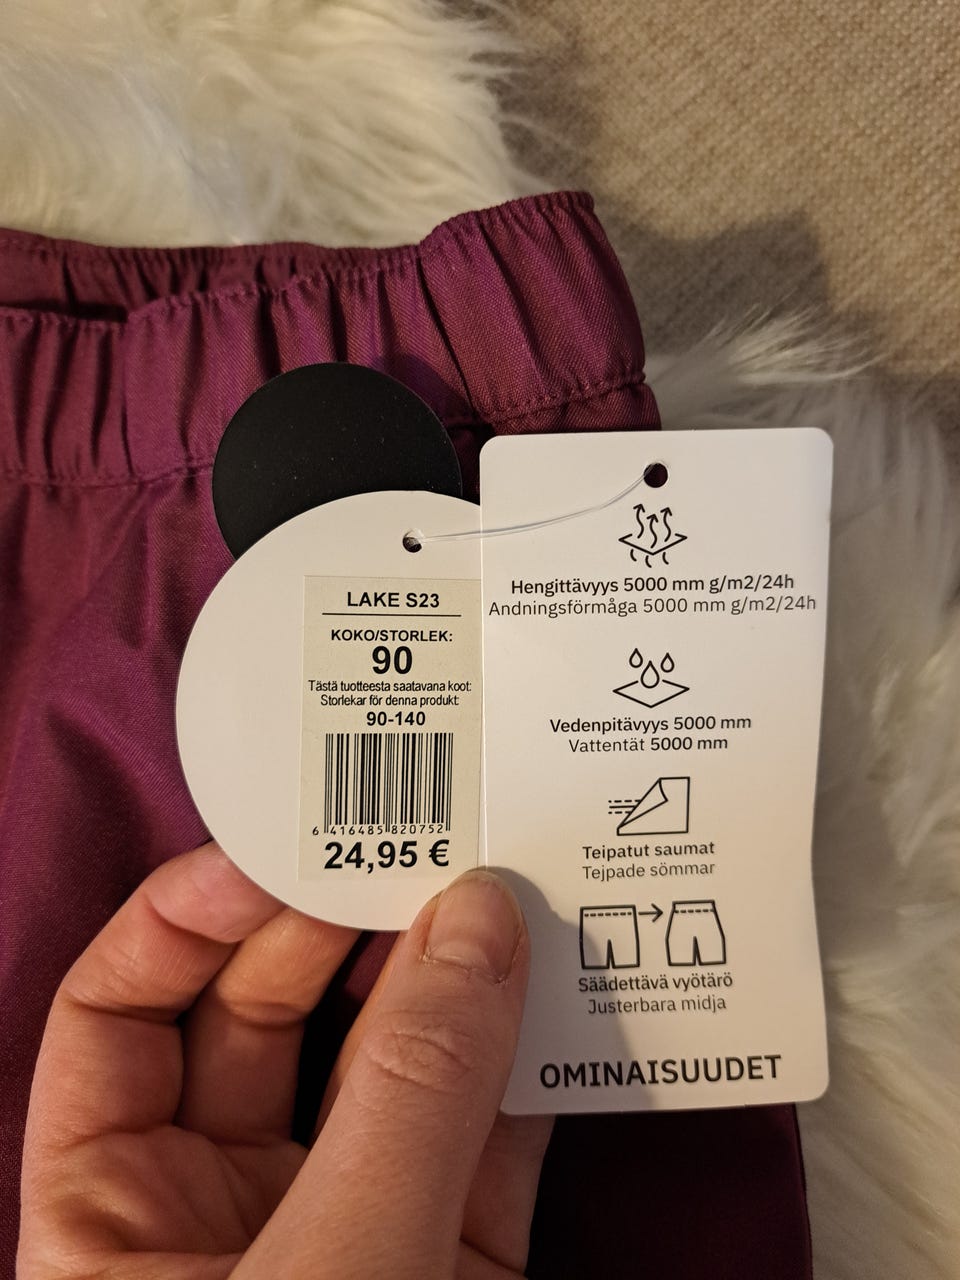 LAKE S23
KOKO/STORLEK:
90
Tästä tuotteesta saatavana koot:
Storlekar för denna produkt:
90-140
6 416485 820752
24,95 €
Hengittävyys 5000 mm g/m2/24h
Andningsförmåga 5000 mm g/m2/24h
Vedenpitävyys 5000 mm
Vattentät 5000 mm
Teipatut saumat
Tejpade sömmar
Säädettävä vyötärö
Justerbara midja
OMINAISUUDET